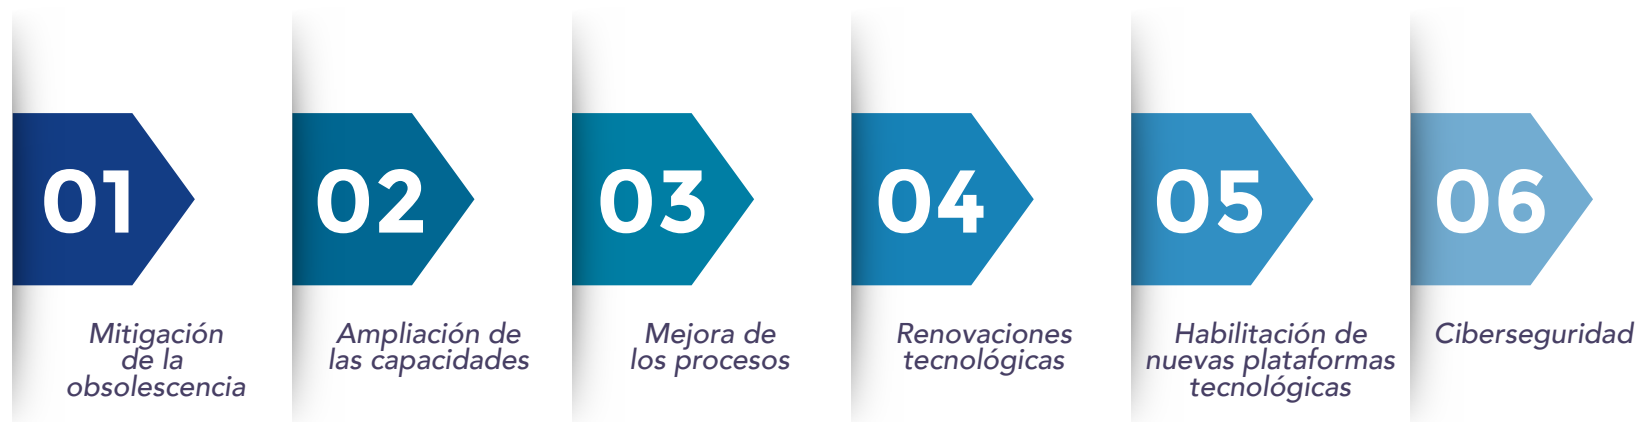 01
Mitigación
de la
obsolescencia
02
Ampliación de
las capacidades
03
Mejora de
los procesos
04
Renovaciones
tecnológicas
05
Habilitación de
nuevas plataformas
tecnológicas
06
Ciberseguridad